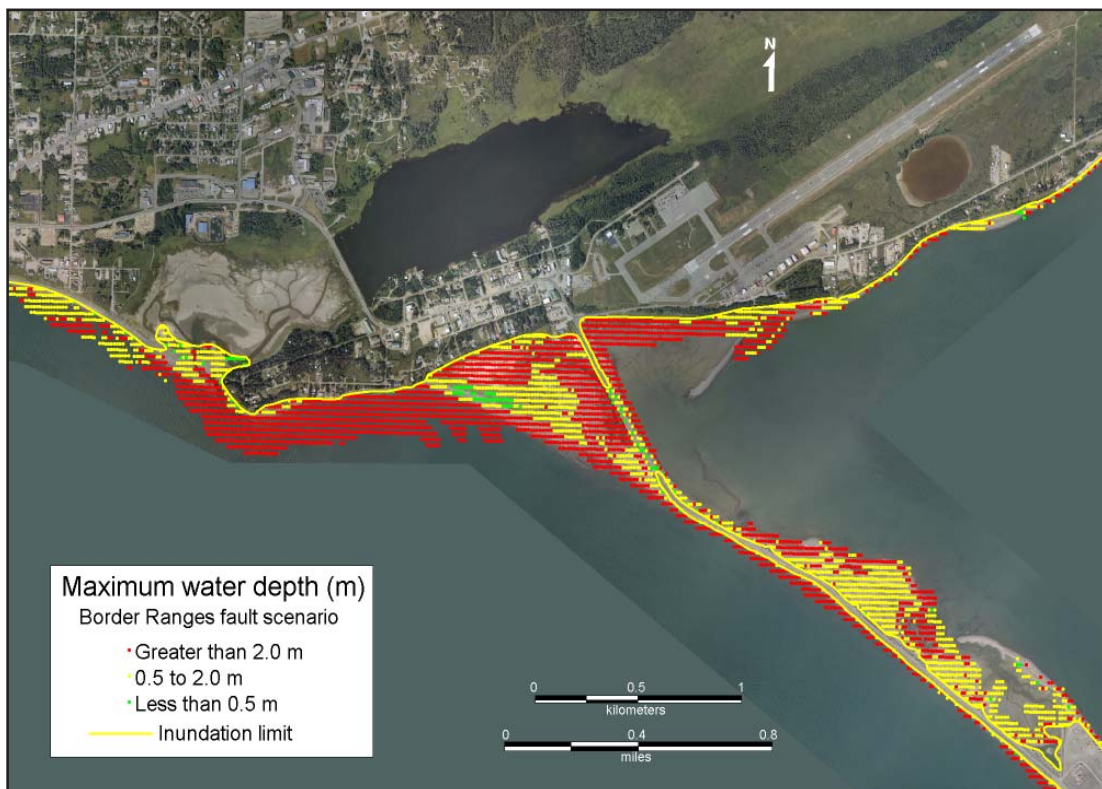 N
Maximum water depth (m)
Border Ranges fault scenario
Greater than 2.0 m
0.5 to 2.0 m
Less than 0.5 m
Inundation limit
0 0.5 1
kilometers
0 0.4 0.8
miles